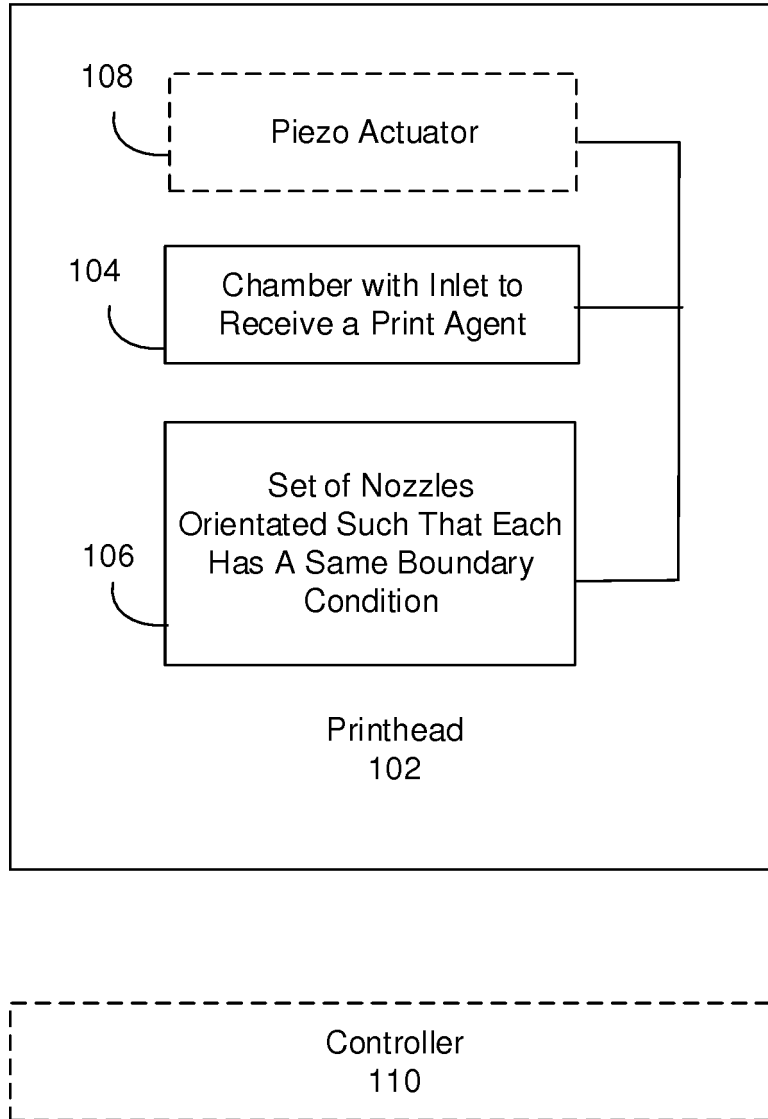 108
Piezo Actuator
104
Chamber with Inlet to
Receive a Print Agent
Set of Nozzles
Orientated Such That Each
106
Has A Same Boundary
Condition
Printhead
102
Controller
110